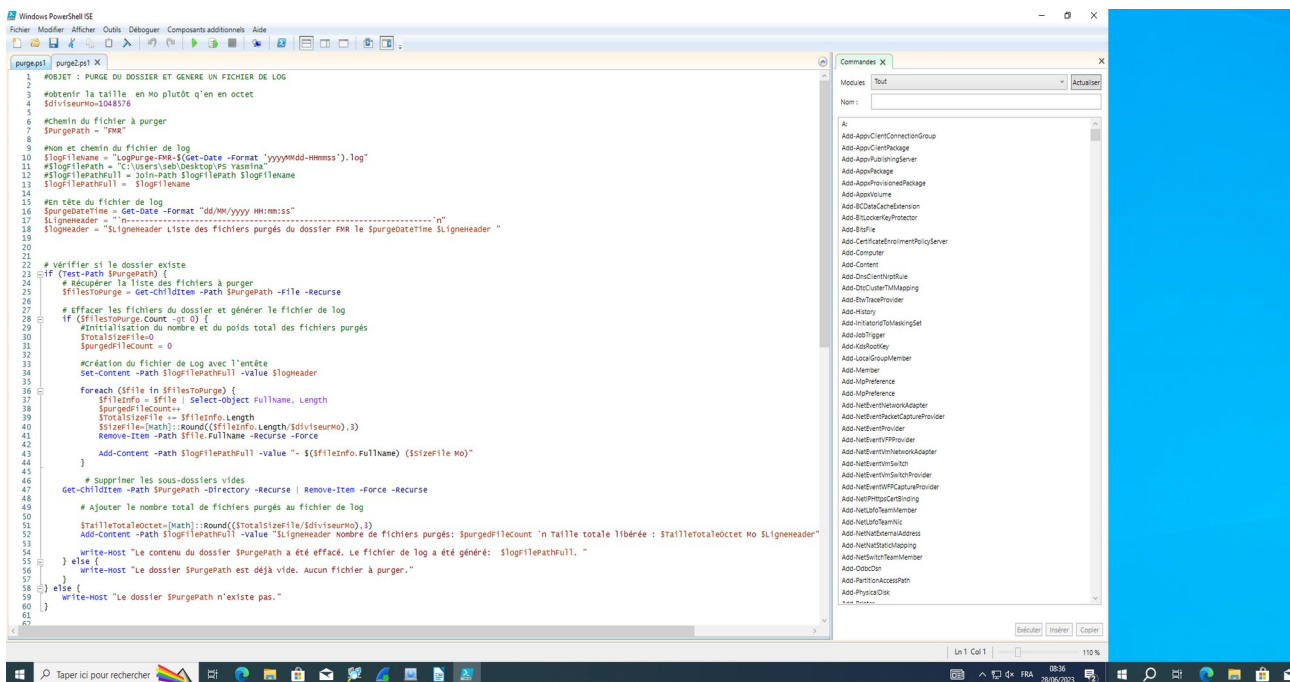 Windows PowerShell ISE
Fichier Modifier Afficher Outils Déboguer Composants additionnels Aide
purge.ps1 purge2.ps1 X
1 #OBJET : PURGE DU DOSSIER ET GENERE UN FICHIER DE LOG
2
3 #obtenir la taille en Mo plutôt q'en en octet
4 $diviseurMo=1048576
5
6 #Chemin du fichier à purger
7 $PurgePath = "FMR"
8
9 #Nom et chemin du fichier de log
10 $logFileName = "LogPurge-FMR-$(Get-Date -Format 'yyyyMMdd-HHmmss').log"
11 #$logFilePath = "C:\Users\seb\Desktop\PS Yasmina"
12 #$logFilePathFull = Join-Path $logFilePath $logFileName
13 $logFilePathFull = $logFileName
14
15 #En tête du fichier de log
16 $purgeDateTime = Get-Date -Format "dd/MM/yyyy HH:mm:ss"
17 $LigneHeader = "`n----------------------------------------------------------------------`n"
18 $logHeader = "$LigneHeader Liste des fichiers purgés du dossier FMR le $purgeDateTime $LigneHeader "
19
20
21
22 # Vérifier si le dossier existe
23 if (Test-Path $PurgePath) {
24 # Récupérer la liste des fichiers à purger
25 $filesToPurge = Get-ChildItem -Path $PurgePath -File -Recurse
26
27 # Effacer les fichiers du dossier et générer le fichier de log
28 if ($filesToPurge.Count -gt 0) {
29 #Initialisation du nombre et du poids total des fichiers purgés
30 $TotalSizeFile=0
31 $purgedFileCount = 0
32
33 #Création du fichier de Log avec l'entête
34 Set-Content -Path $logFilePathFull -Value $logHeader
35
36 foreach ($file in $filesToPurge) {
37 $fileInfo = $file | Select-Object FullName, Length
38 $purgedFileCount++
39 $TotalSizeFile += $fileInfo.Length
40 $SizeFile=[Math]::Round(($fileInfo.Length/$diviseurMo),3)
41 Remove-Item -Path $file.FullName -Recurse -Force
42
43 Add-Content -Path $logFilePathFull -Value "- $($fileInfo.FullName) ($SizeFile Mo)"
44 }
45
46 # Supprimer les sous-dossiers vides
47 Get-ChildItem -Path $PurgePath -Directory -Recurse | Remove-Item -Force -Recurse
48
49 # Ajouter le nombre total de fichiers purgés au fichier de log
50
51 $TailleTotaleOctet=[Math]::Round(($TotalSizeFile/$diviseurMo),3)
52 Add-Content -Path $logFilePathFull -Value "$LigneHeader Nombre de fichiers purgés: $purgedFileCount `n Taille totale libérée : $TailleTotaleOctet Mo $LigneHeader"
53
54 Write-Host "Le contenu du dossier $PurgePath a été effacé. Le fichier de log a été généré: $logFilePathFull. "
55 } else {
56 Write-Host "Le dossier $PurgePath est déjà vide. Aucun fichier à purger."
57 }
58 } else {
59 Write-Host "Le dossier $PurgePath n'existe pas."
60 }
61
62
Commandes X
Modules Tout Actualiser
Nom :
A:
Add-AppvClientConnectionGroup
Add-AppvClientPackage
Add-AppvPublishingServer
Add-AppxPackage
Add-AppxProvisionedPackage
Add-AppxVolume
Add-BCDataCacheExtension
Add-BitLockerKeyProtector
Add-BitsFile
Add-CertificateEnrollmentPolicyServer
Add-Computer
Add-Content
Add-DnsClientNrptRule
Add-DtcClusterTMMapping
Add-EtwTraceProvider
Add-History
Add-InitiatorIdToMaskingSet
Add-JobTrigger
Add-KdsRootKey
Add-LocalGroupMember
Add-Member
Add-MpPreference
Add-MpPreference
Add-NetEventNetworkAdapter
Add-NetEventPacketCaptureProvider
Add-NetEventProvider
Add-NetEventVFPProvider
Add-NetEventVmNetworkAdapter
Add-NetEventVmSwitch
Add-NetEventVmSwitchProvider
Add-NetEventWFPCaptureProvider
Add-NetIPHttpsCertBinding
Add-NetLbfoTeamMember
Add-NetLbfoTeamNic
Add-NetNatExternalAddress
Add-NetNatStaticMapping
Add-NetSwitchTeamMember
Add-OdbcDsn
Add-PartitionAccessPath
Add-PhysicalDisk
Add-Printer
Exécuter Insérer Copier
Ln 1 Col 1 110 %
Taper ici pour rechercher
FRA
08:36
28/06/2023